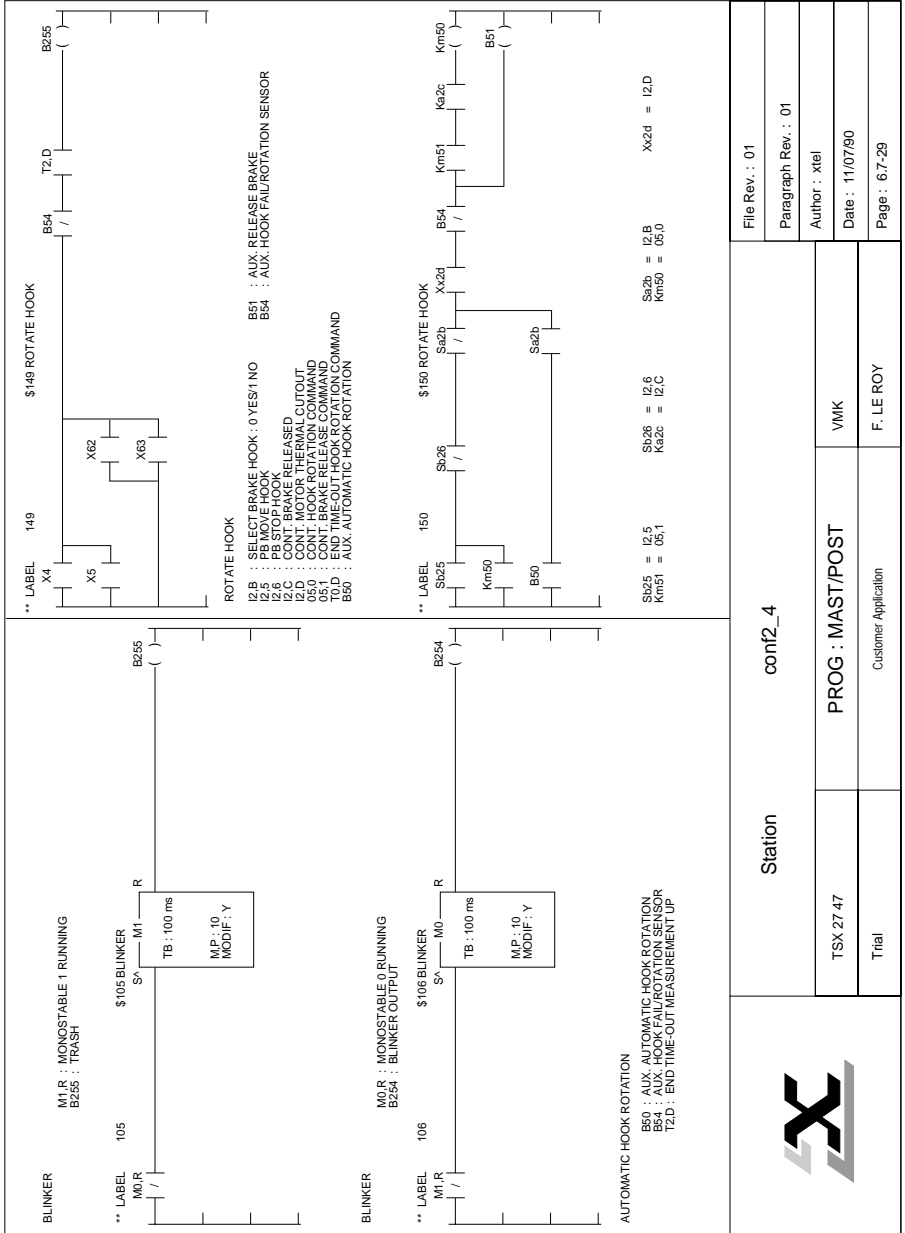 BLINKER
M1,R : MONOSTABLE 1 RUNNING
B255 : TRASH
** LABEL 105 $105 BLINKER
M0,R / S^ M1 R B255
( )
TB : 100 ms
M,P : 10
MODIF : Y
BLINKER
M0,R : MONOSTABLE 0 RUNNING
B254 : BLINKER OUTPUT
** LABEL 106 $106 BLINKER
M1,R / S^ M0 R B254
( )
TB : 100 ms
M,P : 10
MODIF : Y
AUTOMATIC HOOK ROTATION
B50 : AUX. AUTOMATIC HOOK ROTATION
B54 : AUX. HOOK FAIL/ROTATION SENSOR
T2,D : END TIME-OUT MEASUREMENT UP
** LABEL 149 $149 ROTATE HOOK
X4 X62 B54 / T2,D B255
( )
X5 X63
ROTATE HOOK
I2,B : SELECT BRAKE HOOK : 0 YES/1 NO
I2,5 : PB MOVE HOOK
I2,6 : PB STOP HOOK
I2,C : CONT. BRAKE RELEASED
I2,D : CONT. MOTOR THERMAL CUTOUT
05,0 : CONT. HOOK ROTATION COMMAND
05,1 : CONT. BRAKE RELEASE COMMAND
T0,D : END TIME-OUT HOOK ROTATION COMMAND
B50 : AUX. AUTOMATIC HOOK ROTATION
B51 : AUX. RELEASE BRAKE
B54 : AUX. HOOK FAIL/ROTATION SENSOR
** LABEL 150 $150 ROTATE HOOK
Sb25 Sb26 / Sa2b / Xx2d B54 / Km51 Ka2c Km50
( )
Km50 B51
( )
B50 Sa2b
Sb25 = I2,5 Sb26 = I2,6 Sa2b = I2,B Xx2d = I2,D
Km51 = 05,1 Ka2c = I2,C Km50 = 05,0
X
Station conf2_4
TSX 27 47 PROG : MAST/POST VMK
Trial Customer Application F. LE ROY
File Rev. : 01
Paragraph Rev. : 01
Author : xtel
Date : 11/07/90
Page : 6.7-29